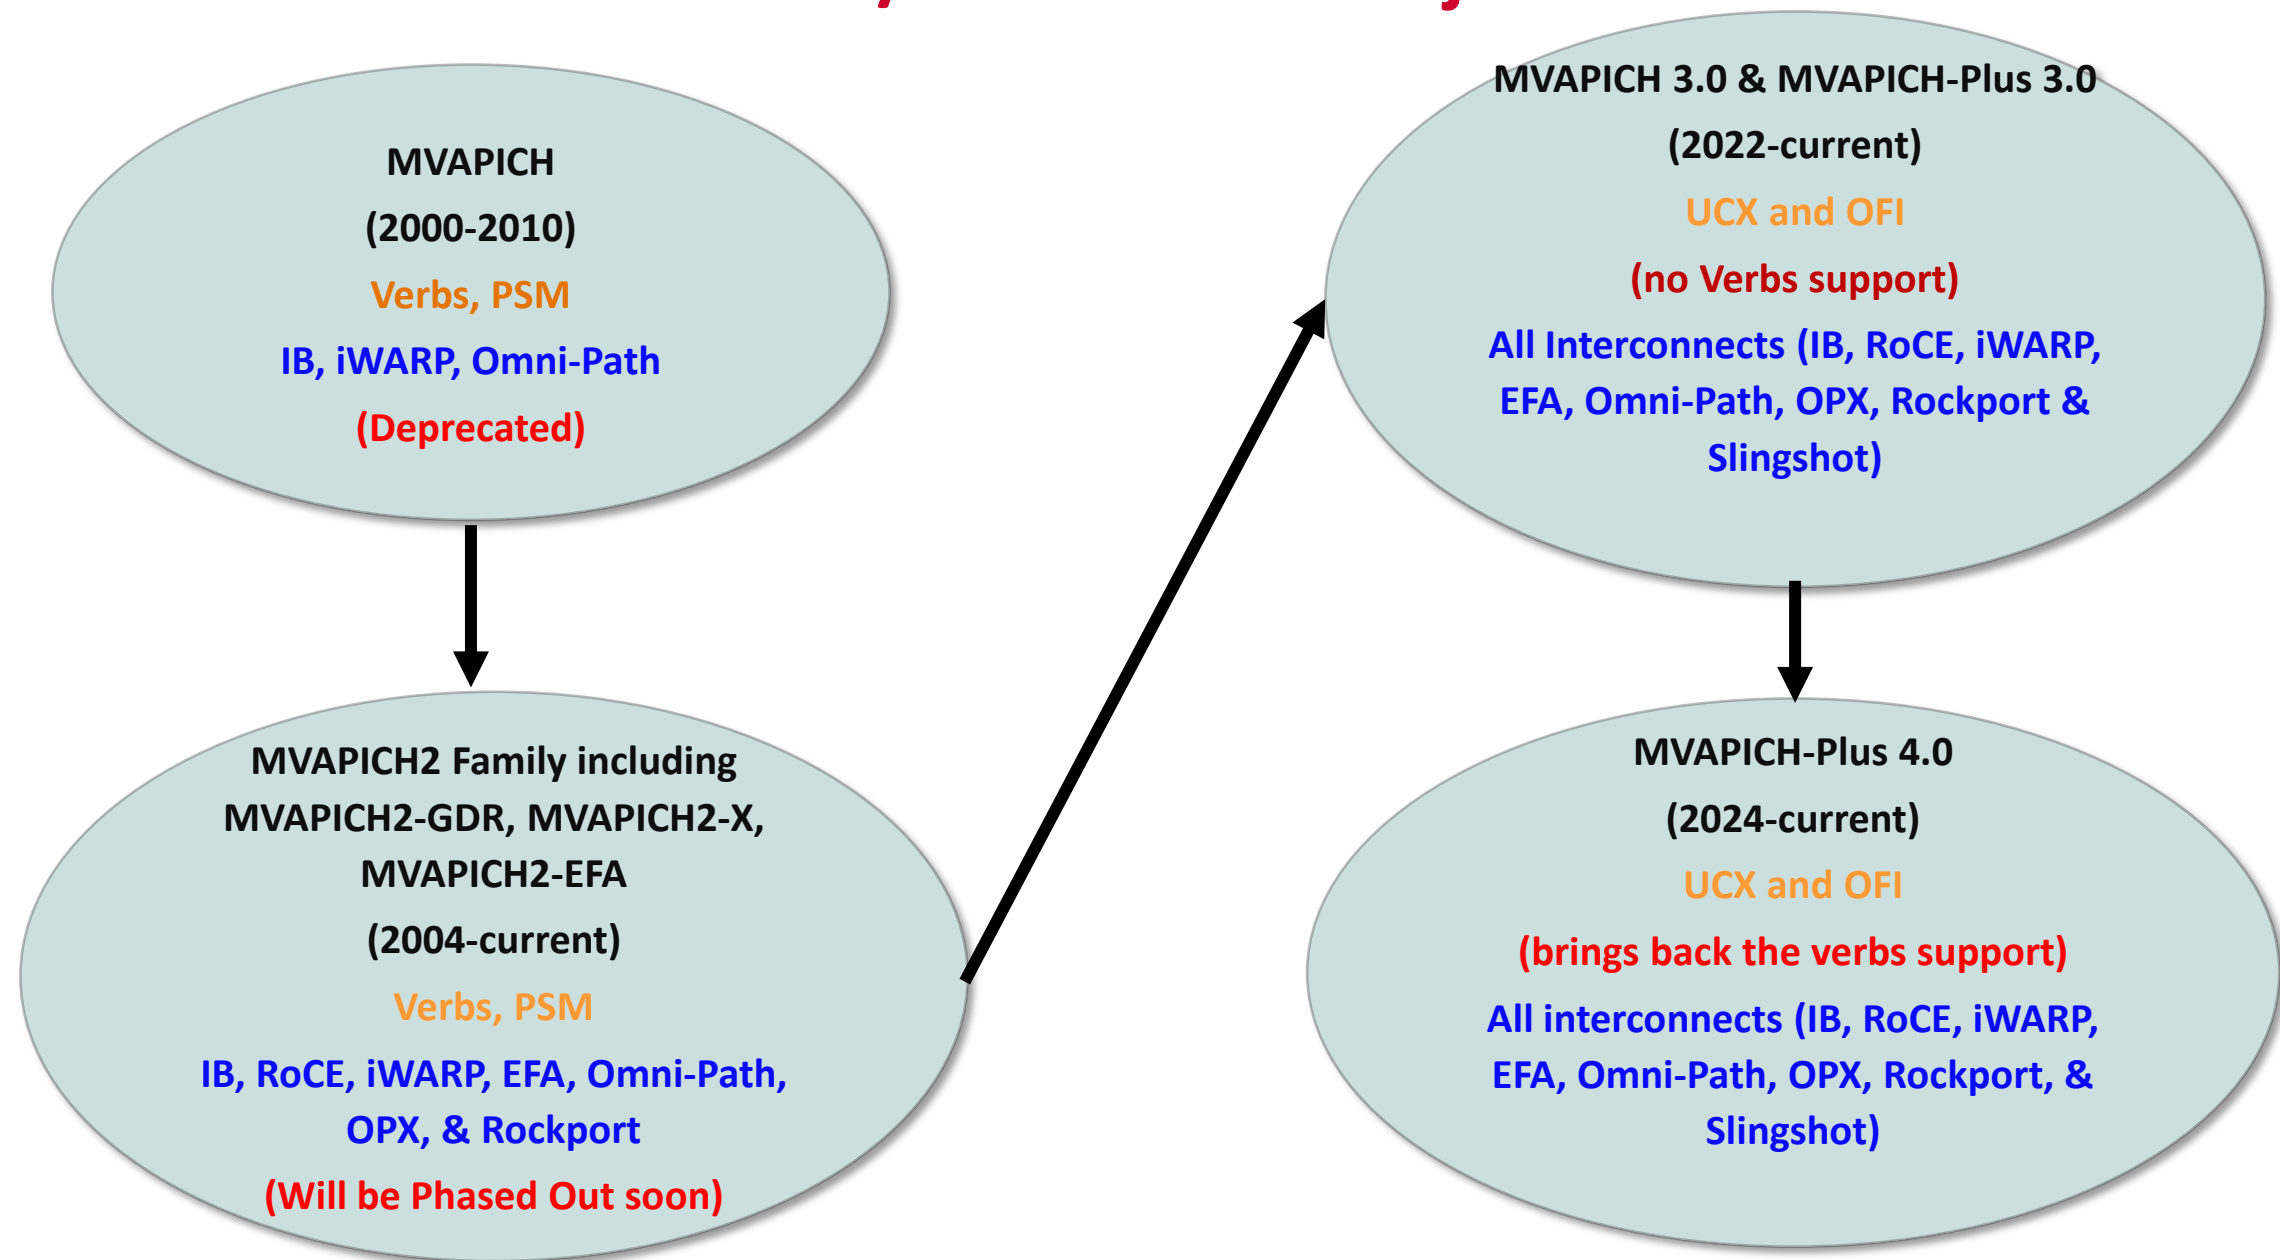 MVAPICH
(2000-2010)
Verbs, PSM
IB, iWARP, Omni-Path
(Deprecated)
MVAPICH2 Family including
MVAPICH2-GDR, MVAPICH2-X,
MVAPICH2-EFA
(2004-current)
Verbs, PSM
IB, RoCE, iWARP, EFA, Omni-Path,
OPX, & Rockport
(Will be Phased Out soon)
MVAPICH 3.0 & MVAPICH-Plus 3.0
(2022-current)
UCX and OFI
(no Verbs support)
All Interconnects (IB, RoCE, iWARP,
EFA, Omni-Path, OPX, Rockport &
Slingshot)
MVAPICH-Plus 4.0
(2024-current)
UCX and OFI
(brings back the verbs support)
All interconnects (IB, RoCE, iWARP,
EFA, Omni-Path, OPX, Rockport, &
Slingshot)